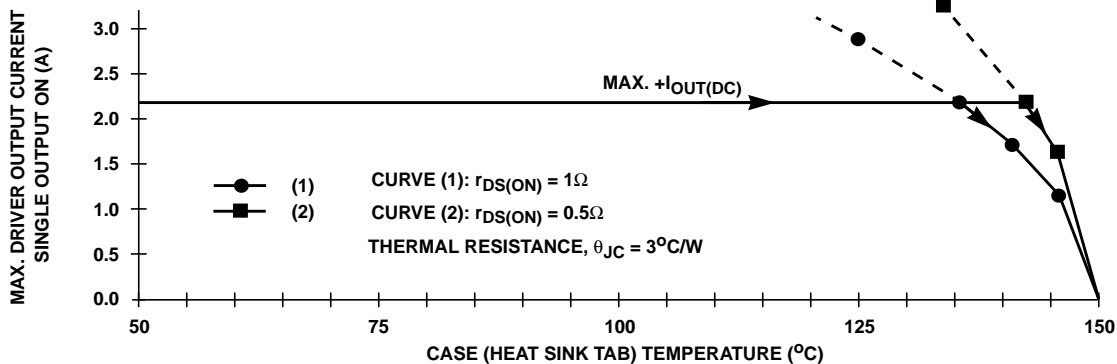 MAX. DRIVER OUTPUT CURRENT
SINGLE OUTPUT ON (A)
3.0
2.5
2.0
1.5
1.0
0.5
0.0
MAX. +IOUT(DC)
(1) CURVE (1): rDS(ON) = 1Ω
(2) CURVE (2): rDS(ON) = 0.5Ω
THERMAL RESISTANCE, θJC = 3oC/W
50 75 100 125 150
CASE (HEAT SINK TAB) TEMPERATURE (oC)